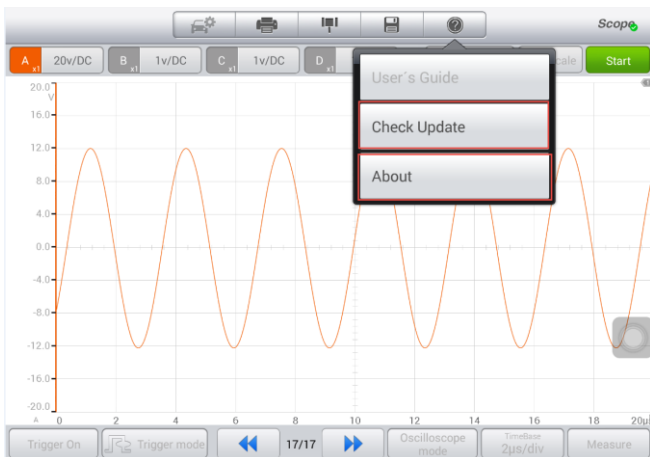 Scope
A x1 20v/DC B x1 1v/DC C x1 1v/DC D x1 Start
User´s Guide
Check Update
About
20.0
V
16.0
12.0
8.0
4.0
0.0
-4.0
-8.0
-12.0
-16.0
-20.0
A 0 2 4 6 8 10 12 14 16 18
Trigger On Trigger mode 17/17 Oscilloscope mode TimeBase 2µs/div Measure